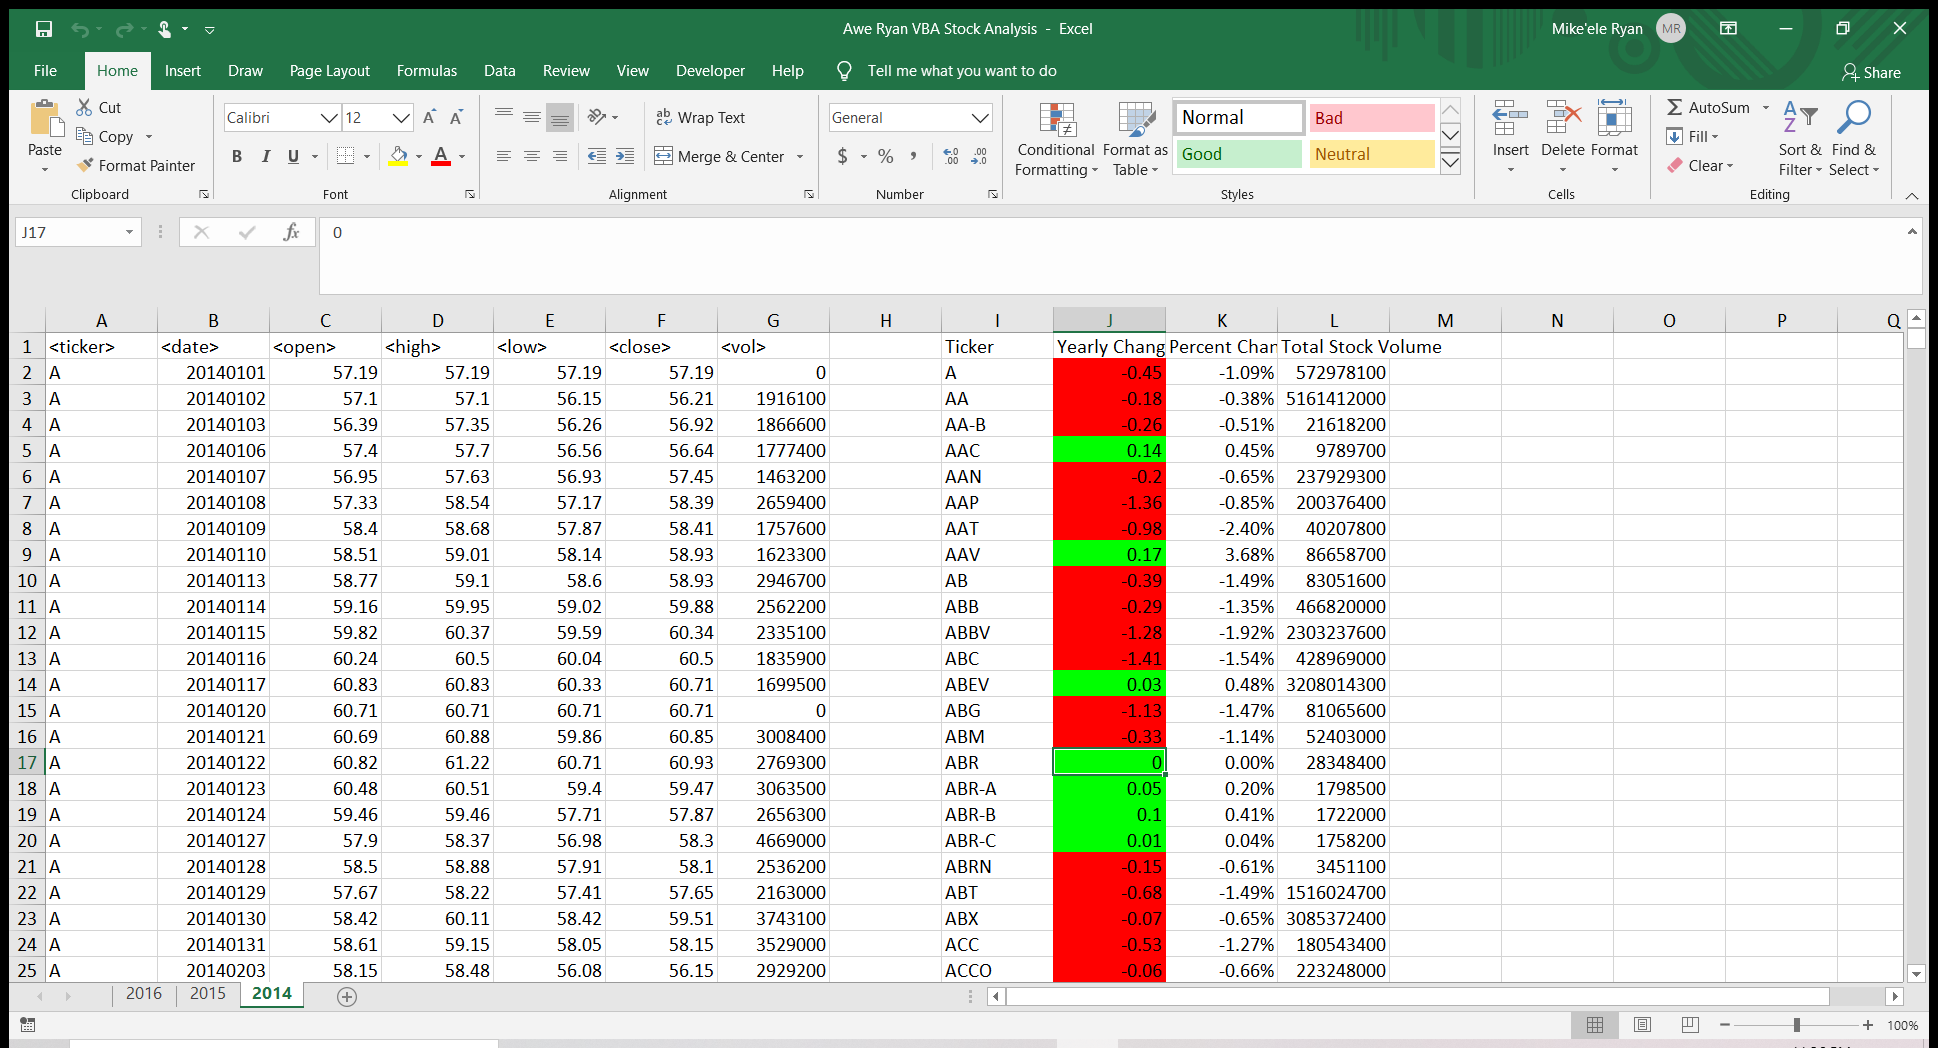 Awe Ryan VBA Stock Analysis - Excel
Mike'ele Ryan MR
File Home Insert Draw Page Layout Formulas Data Review View Developer Help Tell me what you want to do Share
Paste
Cut
Copy
Format Painter
Clipboard
Calibri 12 A A
B I U A
Font
Wrap Text
Merge & Center
Alignment
General
$ % ,
Number
Conditional Formatting
Format as Table
Normal Bad
Good Neutral
Styles
Insert Delete Format
Cells
AutoSum
Fill
Clear
Sort & Filter
Find & Select
Editing
J17 fx 0
A B C D E F G H I J K L M N O P Q
1 <ticker> <date> <open> <high> <low> <close> <vol> Ticker Yearly Chang Percent Char Total Stock Volume
2 A 20140101 57.19 57.19 57.19 57.19 0 A -0.45 -1.09% 572978100
3 A 20140102 57.1 57.1 56.15 56.21 1916100 AA -0.18 -0.38% 5161412000
4 A 20140103 56.39 57.35 56.26 56.92 1866600 AA-B -0.26 -0.51% 21618200
5 A 20140106 57.4 57.7 56.56 56.64 1777400 AAC 0.14 0.45% 9789700
6 A 20140107 56.95 57.63 56.93 57.45 1463200 AAN -0.2 -0.65% 237929300
7 A 20140108 57.33 58.54 57.17 58.39 2659400 AAP -1.36 -0.85% 200376400
8 A 20140109 58.4 58.68 57.87 58.41 1757600 AAT -0.98 -2.40% 40207800
9 A 20140110 58.51 59.01 58.14 58.93 1623300 AAV 0.17 3.68% 86658700
10 A 20140113 58.77 59.1 58.6 58.93 2946700 AB -0.39 -1.49% 83051600
11 A 20140114 59.16 59.95 59.02 59.88 2562200 ABB -0.29 -1.35% 466820000
12 A 20140115 59.82 60.37 59.59 60.34 2335100 ABBV -1.28 -1.92% 2303237600
13 A 20140116 60.24 60.5 60.04 60.5 1835900 ABC -1.41 -1.54% 428969000
14 A 20140117 60.83 60.83 60.33 60.71 1699500 ABEV 0.03 0.48% 3208014300
15 A 20140120 60.71 60.71 60.71 60.71 0 ABG -1.13 -1.47% 81065600
16 A 20140121 60.69 60.88 59.86 60.85 3008400 ABM -0.33 -1.14% 52403000
17 A 20140122 60.82 61.22 60.71 60.93 2769300 ABR 0 0.00% 28348400
18 A 20140123 60.48 60.51 59.4 59.47 3063500 ABR-A 0.05 0.20% 1798500
19 A 20140124 59.46 59.46 57.71 57.87 2656300 ABR-B 0.1 0.41% 1722000
20 A 20140127 57.9 58.37 56.98 58.3 4669000 ABR-C 0.01 0.04% 1758200
21 A 20140128 58.5 58.88 57.91 58.1 2536200 ABRN -0.15 -0.61% 3451100
22 A 20140129 57.67 58.22 57.41 57.65 2163000 ABT -0.68 -1.49% 1516024700
23 A 20140130 58.42 60.11 58.42 59.51 3743100 ABX -0.07 -0.65% 3085372400
24 A 20140131 58.61 59.15 58.05 58.15 3529000 ACC -0.53 -1.27% 180543400
25 A 20140203 58.15 58.48 56.08 56.15 2929200 ACCO -0.06 -0.66% 223248000
2016 2015 2014
100%